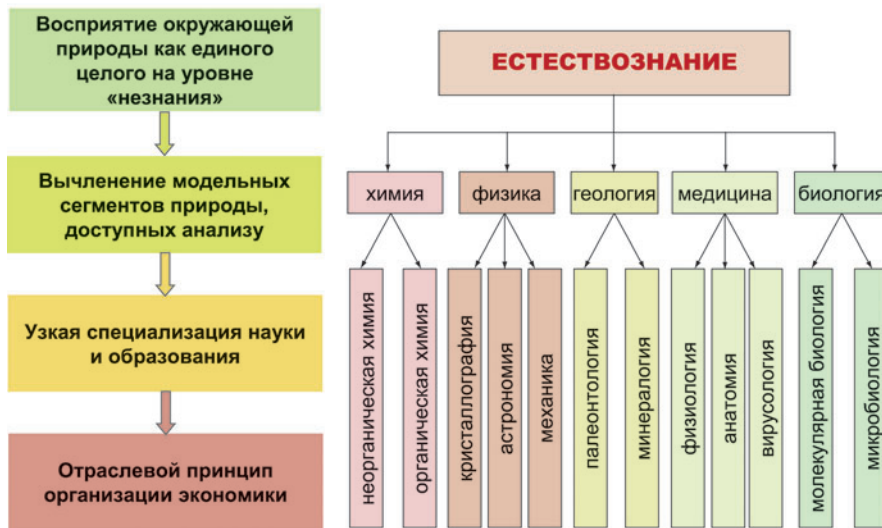 Восприятие окружающей
природы как единого
целого на уровне
«незнания»
Вычленение модельных
сегментов природы,
доступных анализу
Узкая специализация науки
и образования
Отраслевой принцип
организации экономики
ЕСТЕСТВОЗНАНИЕ
химия
физика
геология
медицина
биология
неорганическая химия
органическая химия
кристаллография
астрономия
механика
палеонтология
минералогия
физиология
анатомия
вирусология
молекулярная биология
микробиология